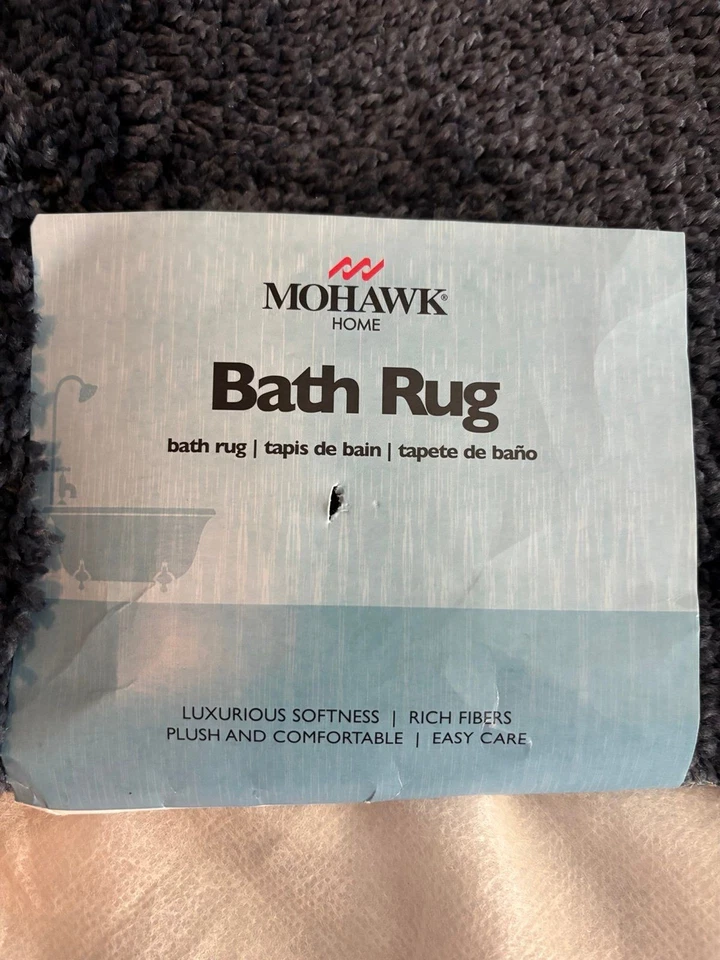 MOHAWK®
HOME
Bath Rug
bath rug | tapis de bain | tapete de baño
LUXURIOUS SOFTNESS | RICH FIBERS
PLUSH AND COMFORTABLE | EASY CARE